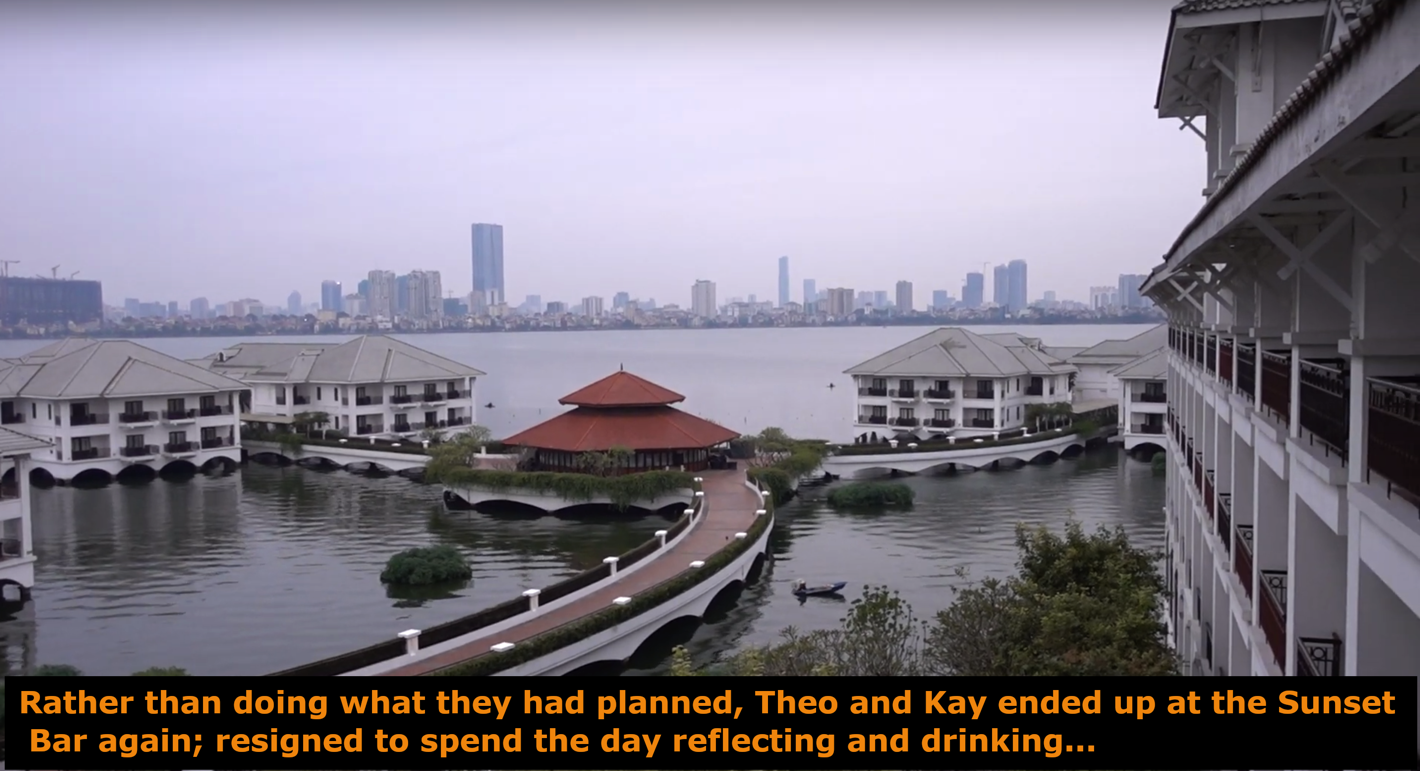 Rather than doing what they had planned, Theo and Kay ended up at the Sunset
Bar again; resigned to spend the day reflecting and drinking...